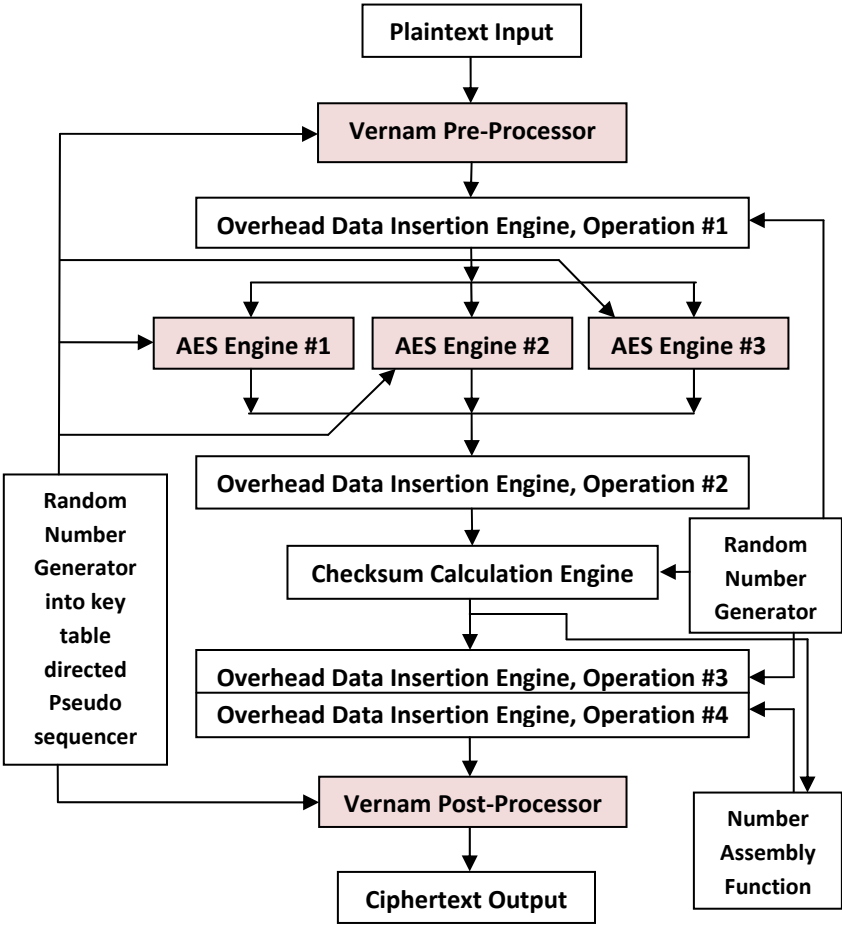 Plaintext Input
Vernam Pre-Processor
Overhead Data Insertion Engine, Operation #1
AES Engine #1
AES Engine #2
AES Engine #3
Overhead Data Insertion Engine, Operation #2
Random
Number
Generator
into key
table
directed
Pseudo
sequencer
Checksum Calculation Engine
Random
Number
Generator
Overhead Data Insertion Engine, Operation #3
Overhead Data Insertion Engine, Operation #4
Vernam Post-Processor
Number
Assembly
Function
Ciphertext Output